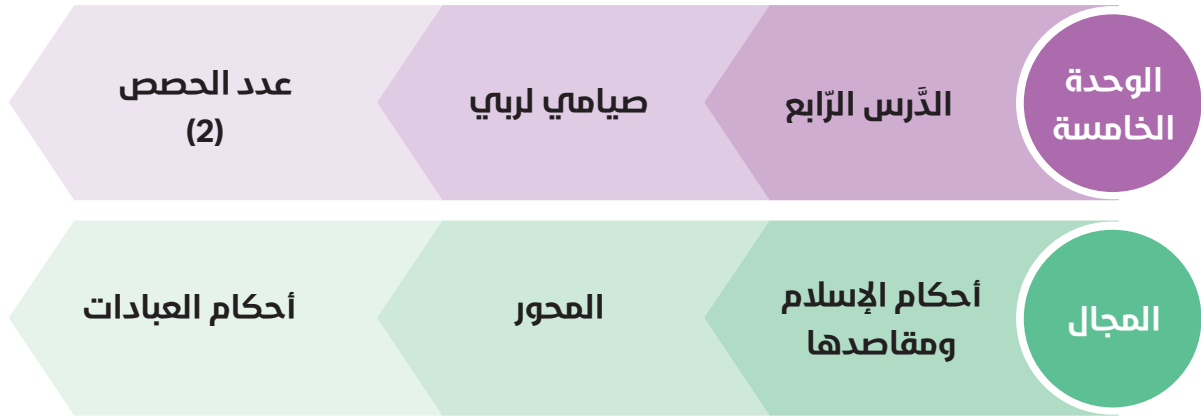 الوحدة
الخامسة
الدَّرس الرّابع
صيامي لربي
عدد الحصص
(2)
المجال
أحكام الإسلام
ومقاصدها
المحور
أحكام العبادات